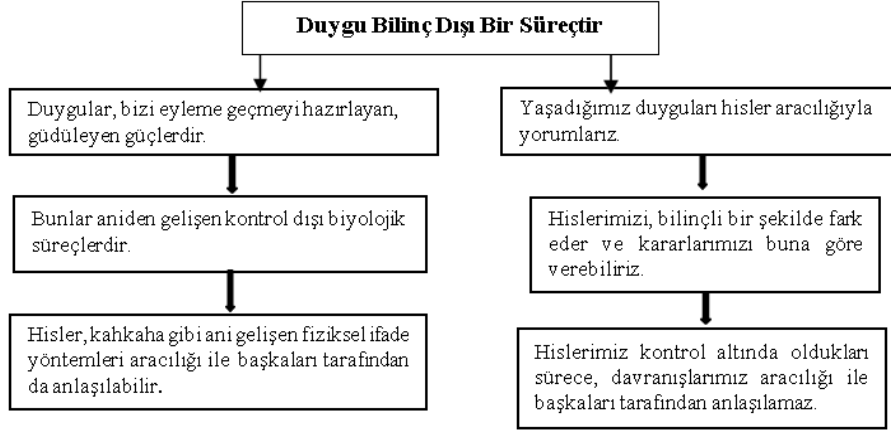 Duygu Bilinç Dışı Bir Süreçtir
Duygular, bizi eyleme geçmeyi hazırlayan,
güdüleyen güçlerdir.
Bunlar aniden gelişen kontrol dışı biyolojik
süreçlerdir.
Hisler, kahkaha gibi ani gelişen fiziksel ifade
yöntemleri aracılığı ile başkaları tarafından
da anlaşılabilir.
Yaşadığımız duyguları hisler aracılığıyla
yorumlarız.
Hislerimizi, bilinçli bir şekilde fark
eder ve kararlarımızı buna göre
verebiliriz.
Hislerimiz kontrol altında oldukları
sürece, davranışlarımız aracılığı ile
başkaları tarafından anlaşılamaz.